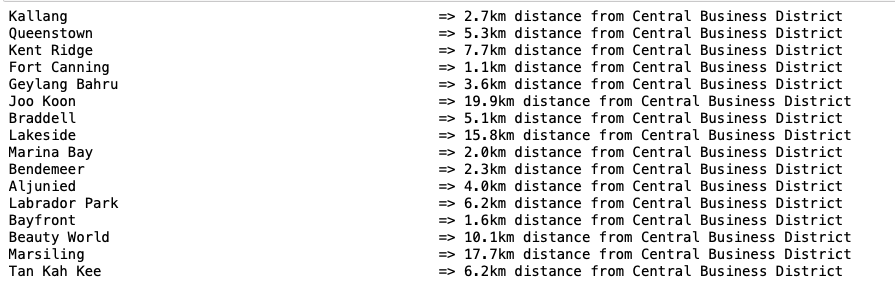 Kallang => 2.7km distance from Central Business District
Queenstown => 5.3km distance from Central Business District
Kent Ridge => 7.7km distance from Central Business District
Fort Canning => 1.1km distance from Central Business District
Geylang Bahru => 3.6km distance from Central Business District
Joo Koon => 19.9km distance from Central Business District
Braddell => 5.1km distance from Central Business District
Lakeside => 15.8km distance from Central Business District
Marina Bay => 2.0km distance from Central Business District
Bendemeer => 2.3km distance from Central Business District
Aljunied => 4.0km distance from Central Business District
Labrador Park => 6.2km distance from Central Business District
Bayfront => 1.6km distance from Central Business District
Beauty World => 10.1km distance from Central Business District
Marsiling => 17.7km distance from Central Business District
Tan Kah Kee => 6.2km distance from Central Business District